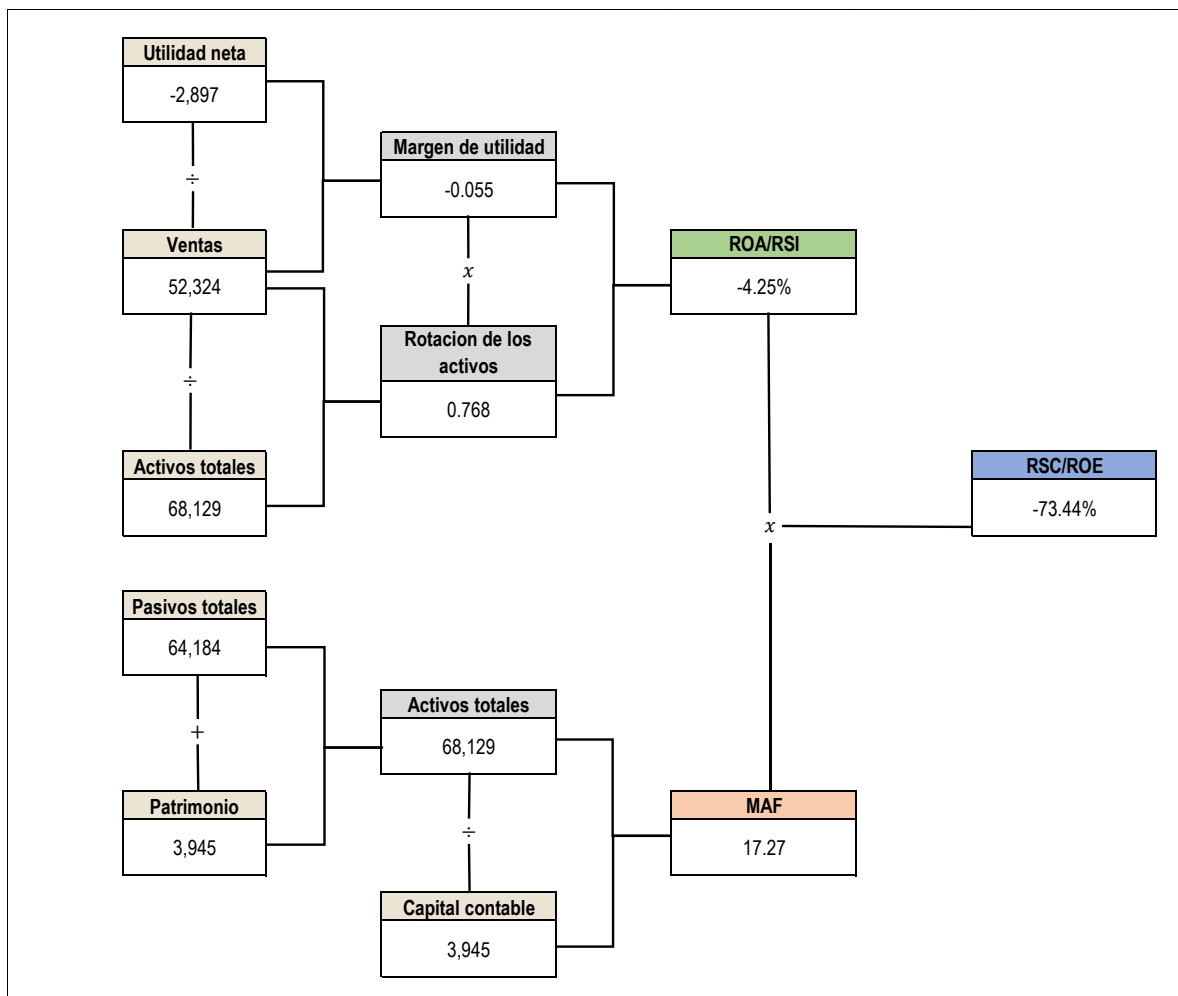 Utilidad neta
-2,897
÷
Ventas
52,324
÷
Activos totales
68,129
Margen de utilidad
-0.055
x
Rotacion de los
activos
0.768
ROA/RSI
-4.25%
x
RSC/ROE
-73.44%
Pasivos totales
64,184
+
Patrimonio
3,945
Activos totales
68,129
÷
Capital contable
3,945
MAF
17.27